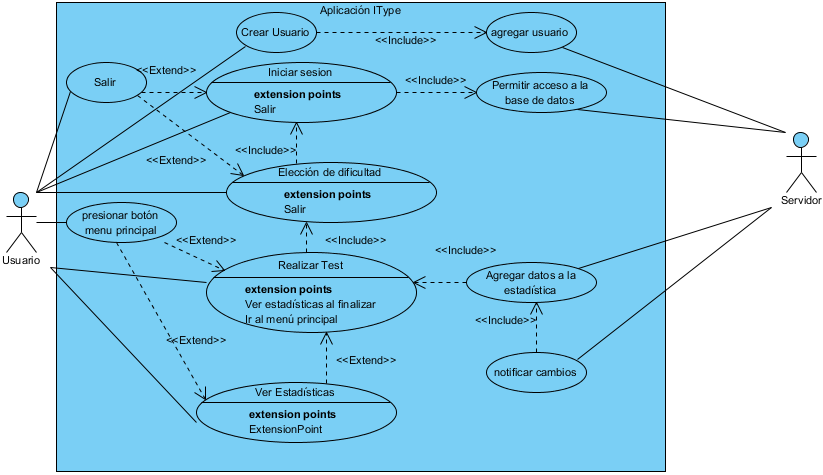 Aplicación IType
Crear Usuario
<<Include>>
agregar usuario
Salir
<<Extend>>
Iniciar sesion
extension points
Salir
<<Include>>
Permitir acceso a la
base de datos
<<Include>>
<<Extend>>
Elección de dificultad
extension points
Salir
Servidor
Usuario
presionar botón
menu principal
<<Extend>>
<<Include>>
<<Include>>
Realizar Test
extension points
Ver estadísticas al finalizar
Ir al menú principal
Agregar datos a la
estadística
<<Include>>
<<Extend>>
<<Extend>>
notificar cambios
Ver Estadísticas
extension points
ExtensionPoint